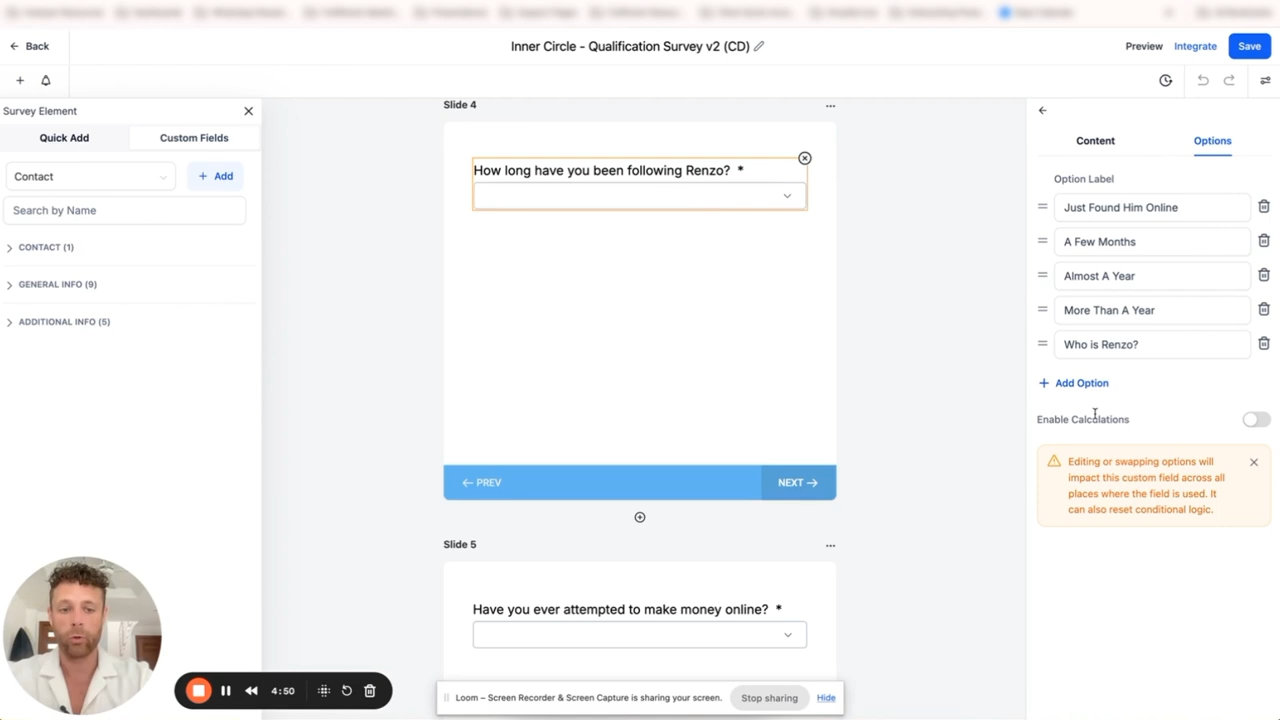 Back
Inner Circle - Qualification Survey v2 (CD)
Preview
Integrate
Save
Survey Element
Quick Add
Custom Fields
Contact
+ Add
Search by Name
CONTACT (1)
GENERAL INFO (9)
ADDITIONAL INFO (5)
Slide 4
How long have you been following Renzo? *
← PREV
NEXT →
Slide 5
Have you ever attempted to make money online? *
Content
Options
Option Label
Just Found Him Online
A Few Months
Almost A Year
More Than A Year
Who is Renzo?
+ Add Option
Enable Calculations
Editing or swapping options will
impact this custom field across all
places where the field is used. It
can also reset conditional logic.
4:50
Loom – Screen Recorder & Screen Capture is sharing your screen.
Stop sharing
Hide